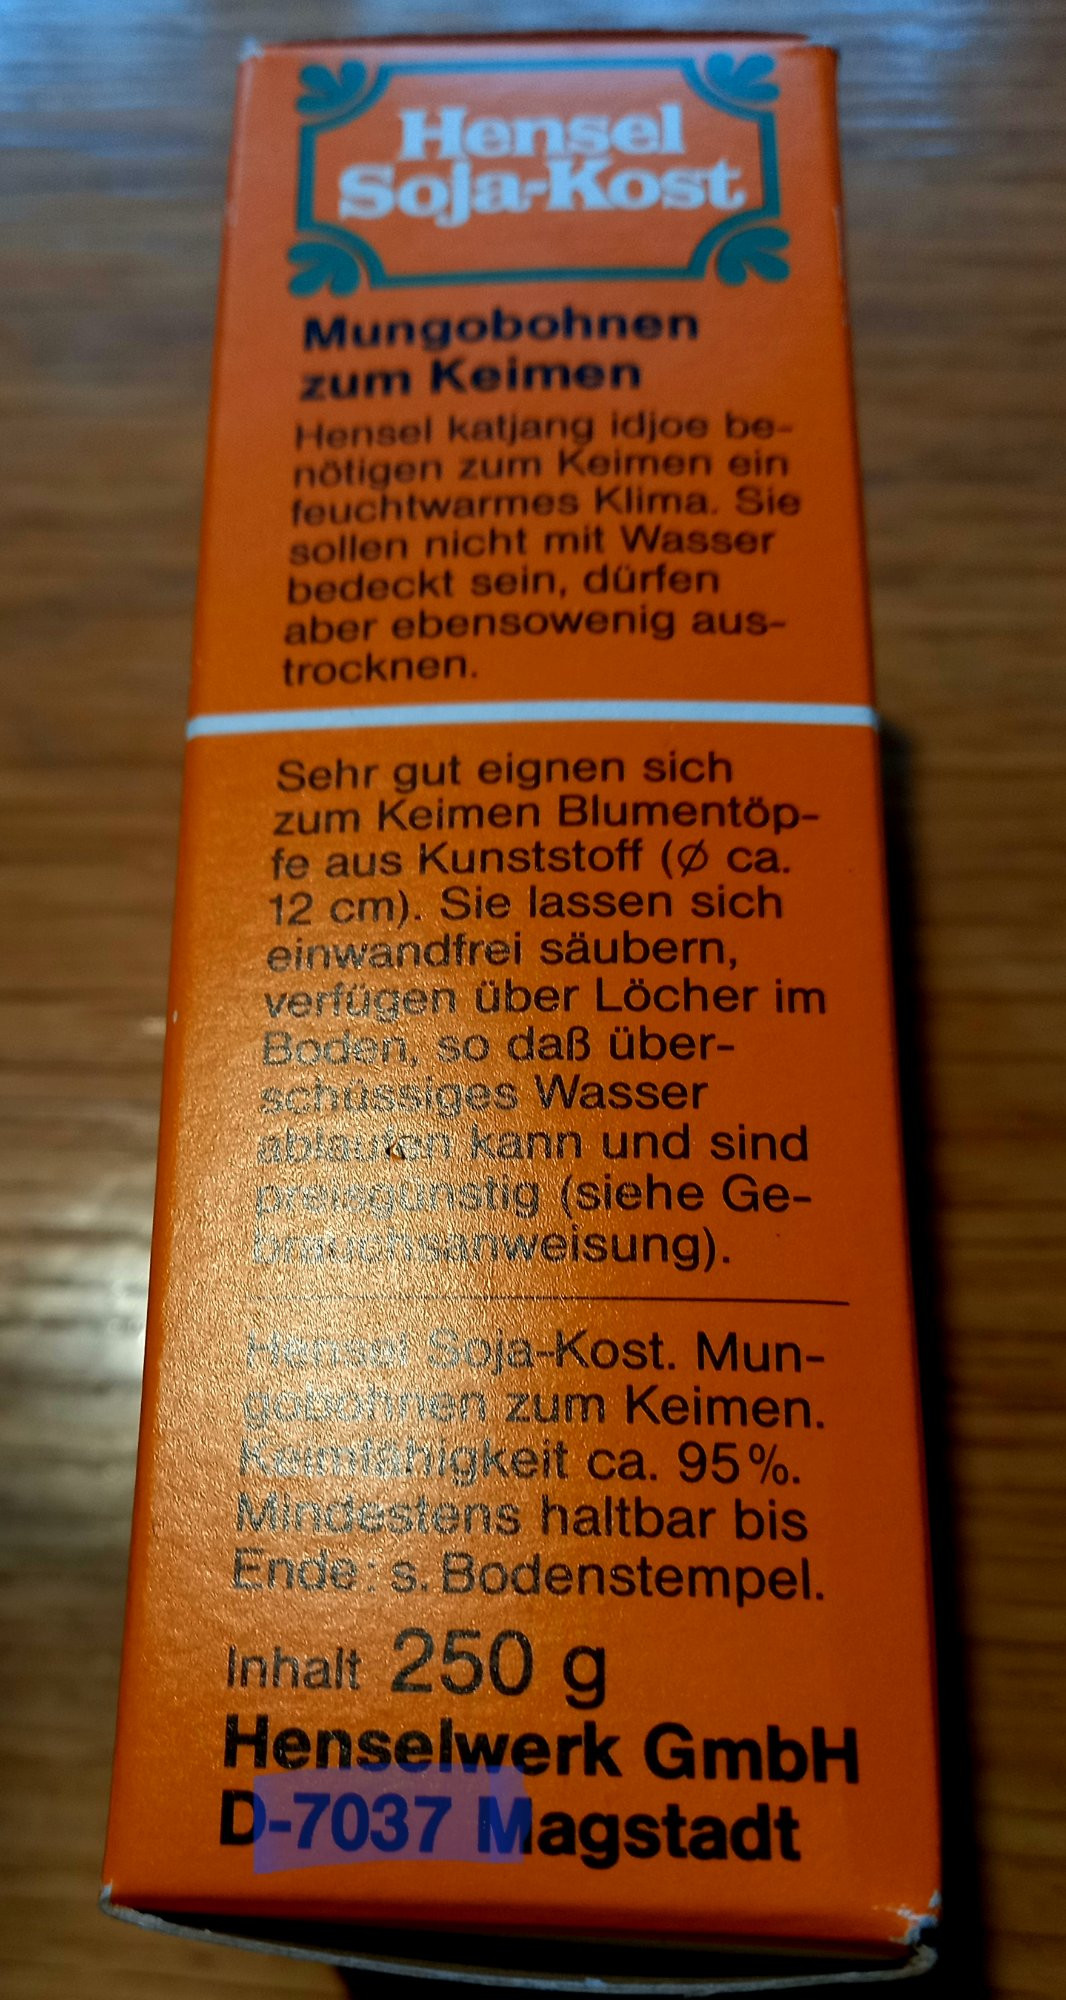 Hensel
Soja-Kost
Mungobohnen
zum Keimen
Hensel katjang idjoe be-
nötigen zum Keimen ein
feuchtwarmes Klima. Sie
sollen nicht mit Wasser
bedeckt sein, dürfen
aber ebensowenig aus-
trocknen.
Sehr gut eignen sich
zum Keimen Blumentöp-
fe aus Kunststoff (Ø ca.
12 cm). Sie lassen sich
einwandfrei säubern,
verfügen über Löcher im
Boden, so daß über-
schüssiges Wasser
ablaufen kann und sind
preisgünstig (siehe Ge-
brauchsanweisung).
Hensel Soja-Kost. Mun-
gobohnen zum Keimen.
Keimfähigkeit ca. 95%.
Mindestens haltbar bis
Ende: s. Bodenstempel.
Inhalt 250 g
Henselwerk GmbH
D-7037 Magstadt